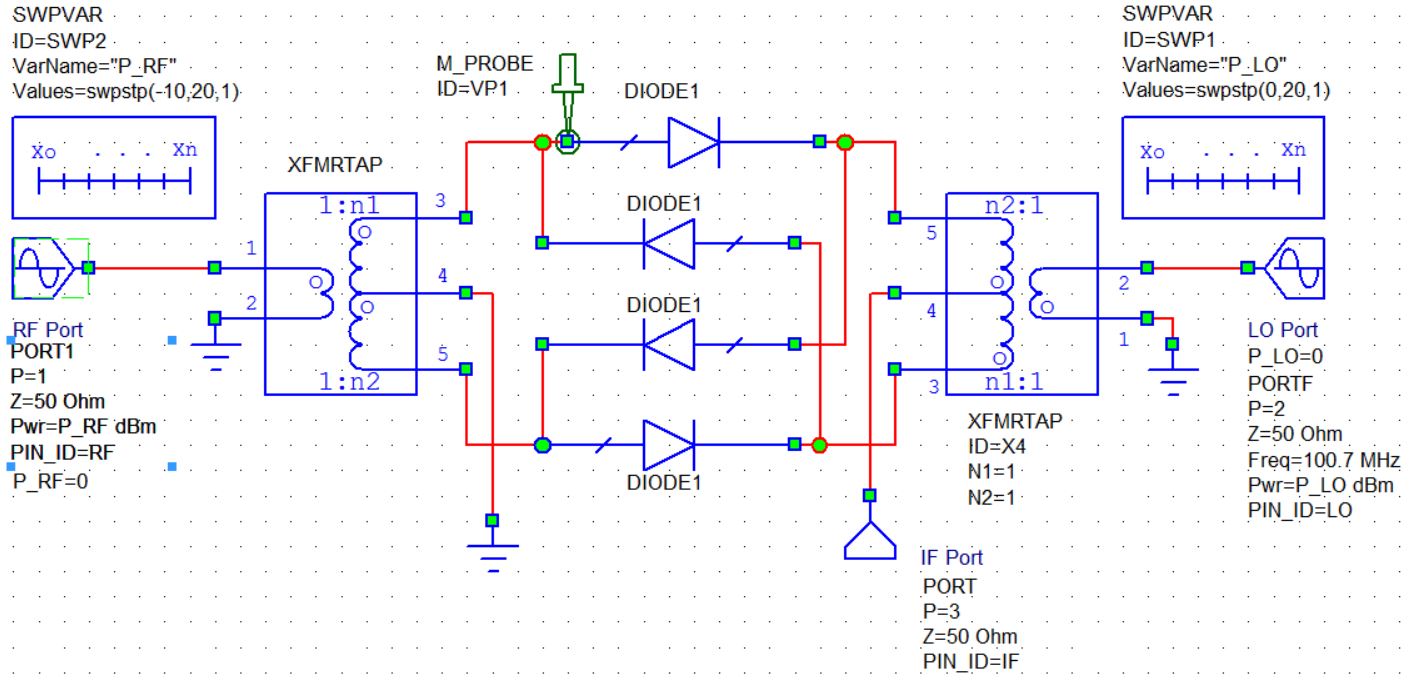 SWPVAR
ID=SWP2
VarName="P_RF"
Values=swpstp(-10,20,1)
Xo . . . Xn
RF Port
PORT1
P=1
Z=50 Ohm
Pwr=P_RF dBm
PIN_ID=RF
P_RF=0
XFMRTAP
1:n1
1
2
3
4
5
1:n2
M_PROBE
ID=VP1
DIODE1
DIODE1
DIODE1
DIODE1
n2:1
5
4
3
2
1
n1:1
XFMRTAP
ID=X4
N1=1
N2=1
IF Port
PORT
P=3
Z=50 Ohm
PIN_ID=IF
SWPVAR
ID=SWP1
VarName="P_LO"
Values=swpstp(0,20,1)
Xo . . . Xn
LO Port
P_LO=0
PORTF
P=2
Z=50 Ohm
Freq=100.7 MHz
Pwr=P_LO dBm
PIN_ID=LO